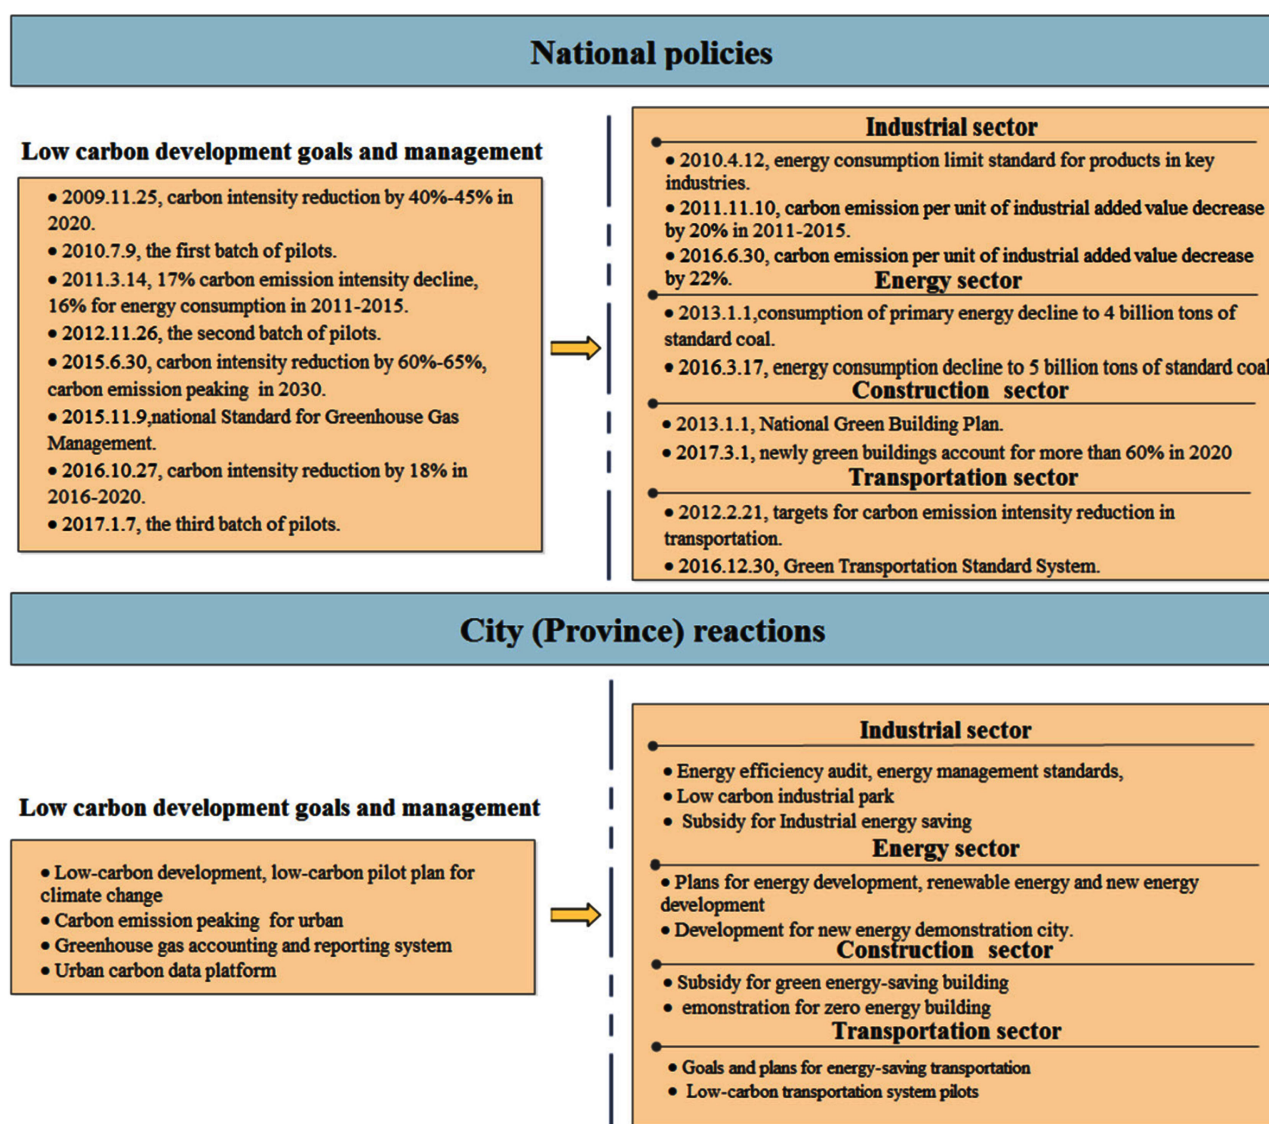 National policies
Low carbon development goals and management
• 2009.11.25, carbon intensity reduction by 40%-45% in
2020.
• 2010.7.9, the first batch of pilots.
• 2011.3.14, 17% carbon emission intensity decline,
16% for energy consumption in 2011-2015.
• 2012.11.26, the second batch of pilots.
• 2015.6.30, carbon intensity reduction by 60%-65%,
carbon emission peaking in 2030.
• 2015.11.9,national Standard for Greenhouse Gas
Management.
• 2016.10.27, carbon intensity reduction by 18% in
2016-2020.
• 2017.1.7, the third batch of pilots.
Industrial sector
• 2010.4.12, energy consumption limit standard for products in key
industries.
• 2011.11.10, carbon emission per unit of industrial added value decrease
by 20% in 2011-2015.
• 2016.6.30, carbon emission per unit of industrial added value decrease
by 22%.
Energy sector
• 2013.1.1,consumption of primary energy decline to 4 billion tons of
standard coal.
• 2016.3.17, energy consumption decline to 5 billion tons of standard coal
Construction sector
• 2013.1.1, National Green Building Plan.
• 2017.3.1, newly green buildings account for more than 60% in 2020
Transportation sector
• 2012.2.21, targets for carbon emission intensity reduction in
transportation.
• 2016.12.30, Green Transportation Standard System.
City (Province) reactions
Low carbon development goals and management
• Low-carbon development, low-carbon pilot plan for
climate change
• Carbon emission peaking for urban
• Greenhouse gas accounting and reporting system
• Urban carbon data platform
Industrial sector
• Energy efficiency audit, energy management standards,
• Low carbon industrial park
• Subsidy for Industrial energy saving
Energy sector
• Plans for energy development, renewable energy and new energy
development
• Development for new energy demonstration city.
Construction sector
• Subsidy for green energy-saving building
• emonstration for zero energy building
Transportation sector
• Goals and plans for energy-saving transportation
• Low-carbon transportation system pilots